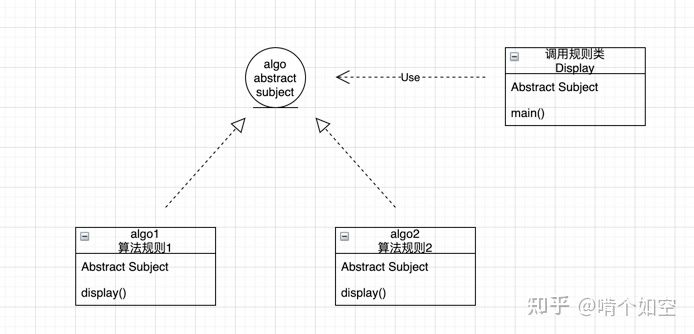 algo
abstract
subject
Use
调用规则类
Display
Abstract Subject
main()
algo1
算法规则1
Abstract Subject
display()
algo2
算法规则2
Abstract Subject
display()
知乎 @啃个如空